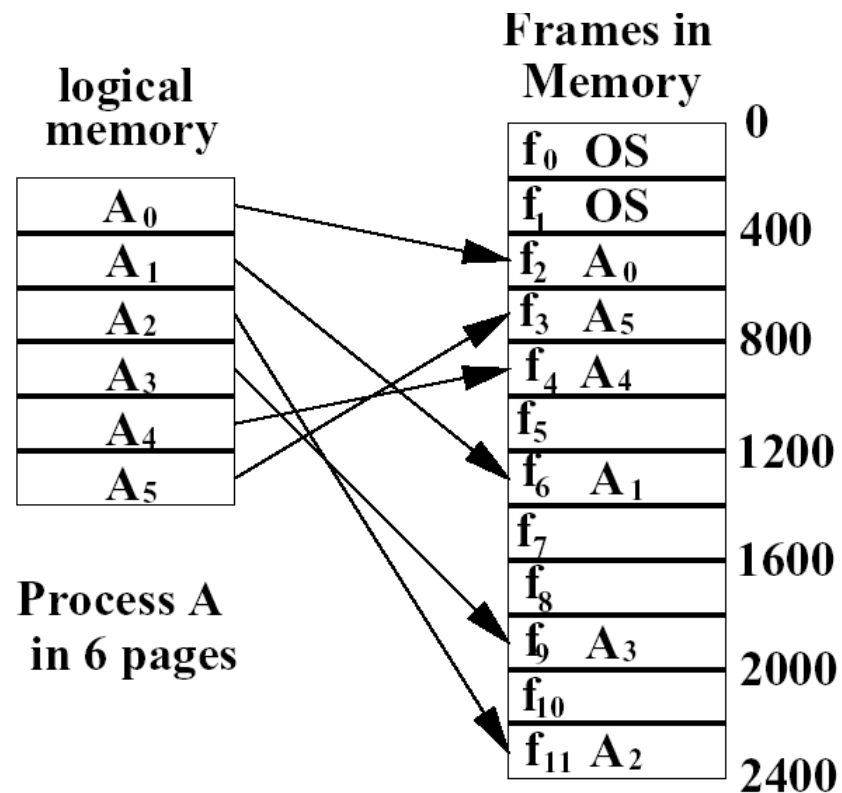 logical
memory
A0
A1
A2
A3
A4
A5
Process A
in 6 pages
Frames in
Memory
f0 OS
f1 OS
f2 A0
f3 A5
f4 A4
f5
f6 A1
f7
f8
f9 A3
f10
f11 A2
0
400
800
1200
1600
2000
2400